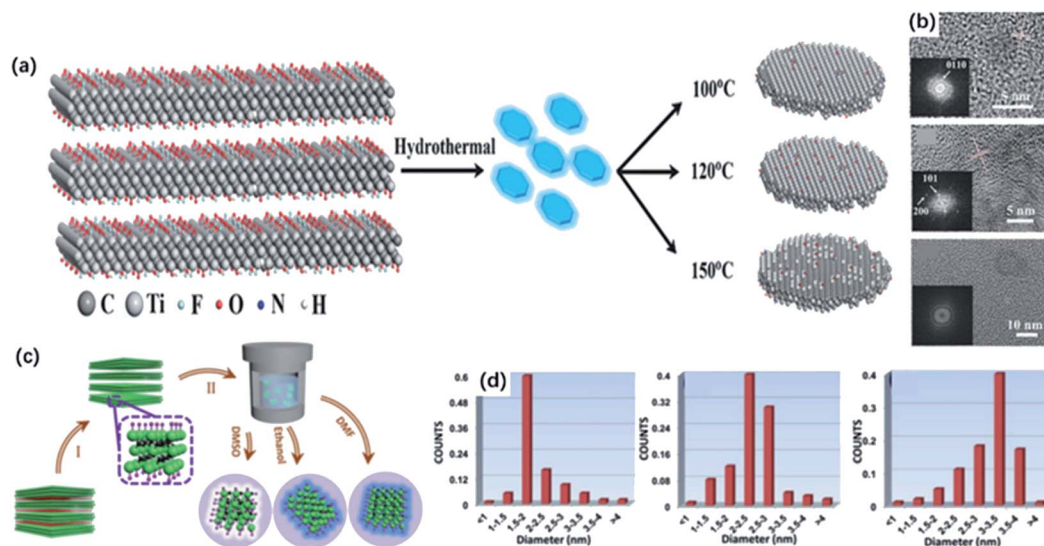 (a)
Hydrothermal
100°C
120°C
150°C
C Ti F O N H
(b)
0110
5 nm
101
200
5 nm
10 nm
(c)
I
II
DMSO
Ethanol
DMF
(d)
COUNTS
0.6
0.48
0.36
0.24
0.12
0
<1
1-1.5
1.5-2
2-2.5
2.5-3
3-3.5
3.5-4
>4
Diameter (nm)
COUNTS
0.4
0.3
0.2
0.1
0
<1
1-1.5
1.5-2
2-2.5
2.5-3
3-3.5
3.5-4
>4
Diameter (nm)
COUNTS
0.4
0.3
0.2
0.1
0
<1
1-1.5
1.5-2
2-2.5
2.5-3
3-3.5
3.5-4
>4
Diameter (nm)